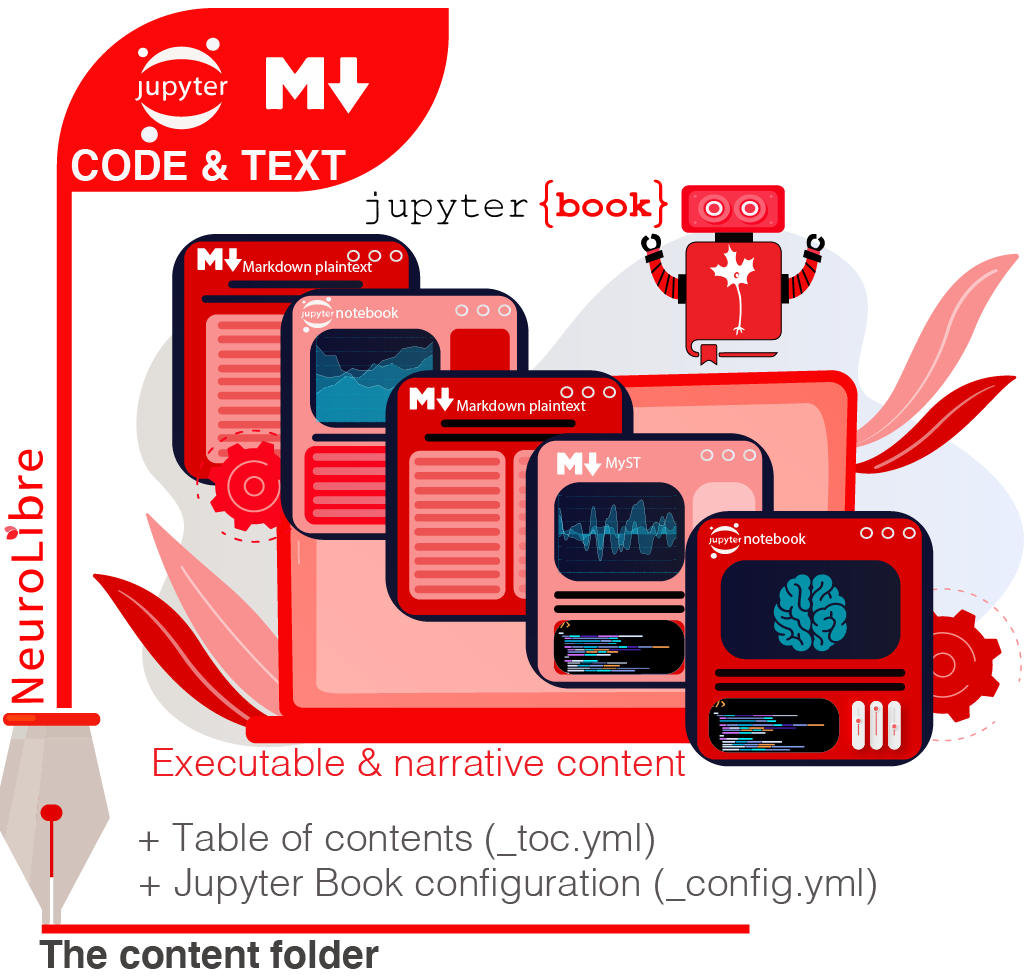 jupyter
M
CODE & TEXT
jupyter {book}
M Markdown plaintext
jupyter notebook
M Markdown plaintext
M MyST
</>
jupyter notebook
</>
NeuroLibre
Executable & narrative content
+ Table of contents (_toc.yml)
+ Jupyter Book configuration (_config.yml)
The content folder